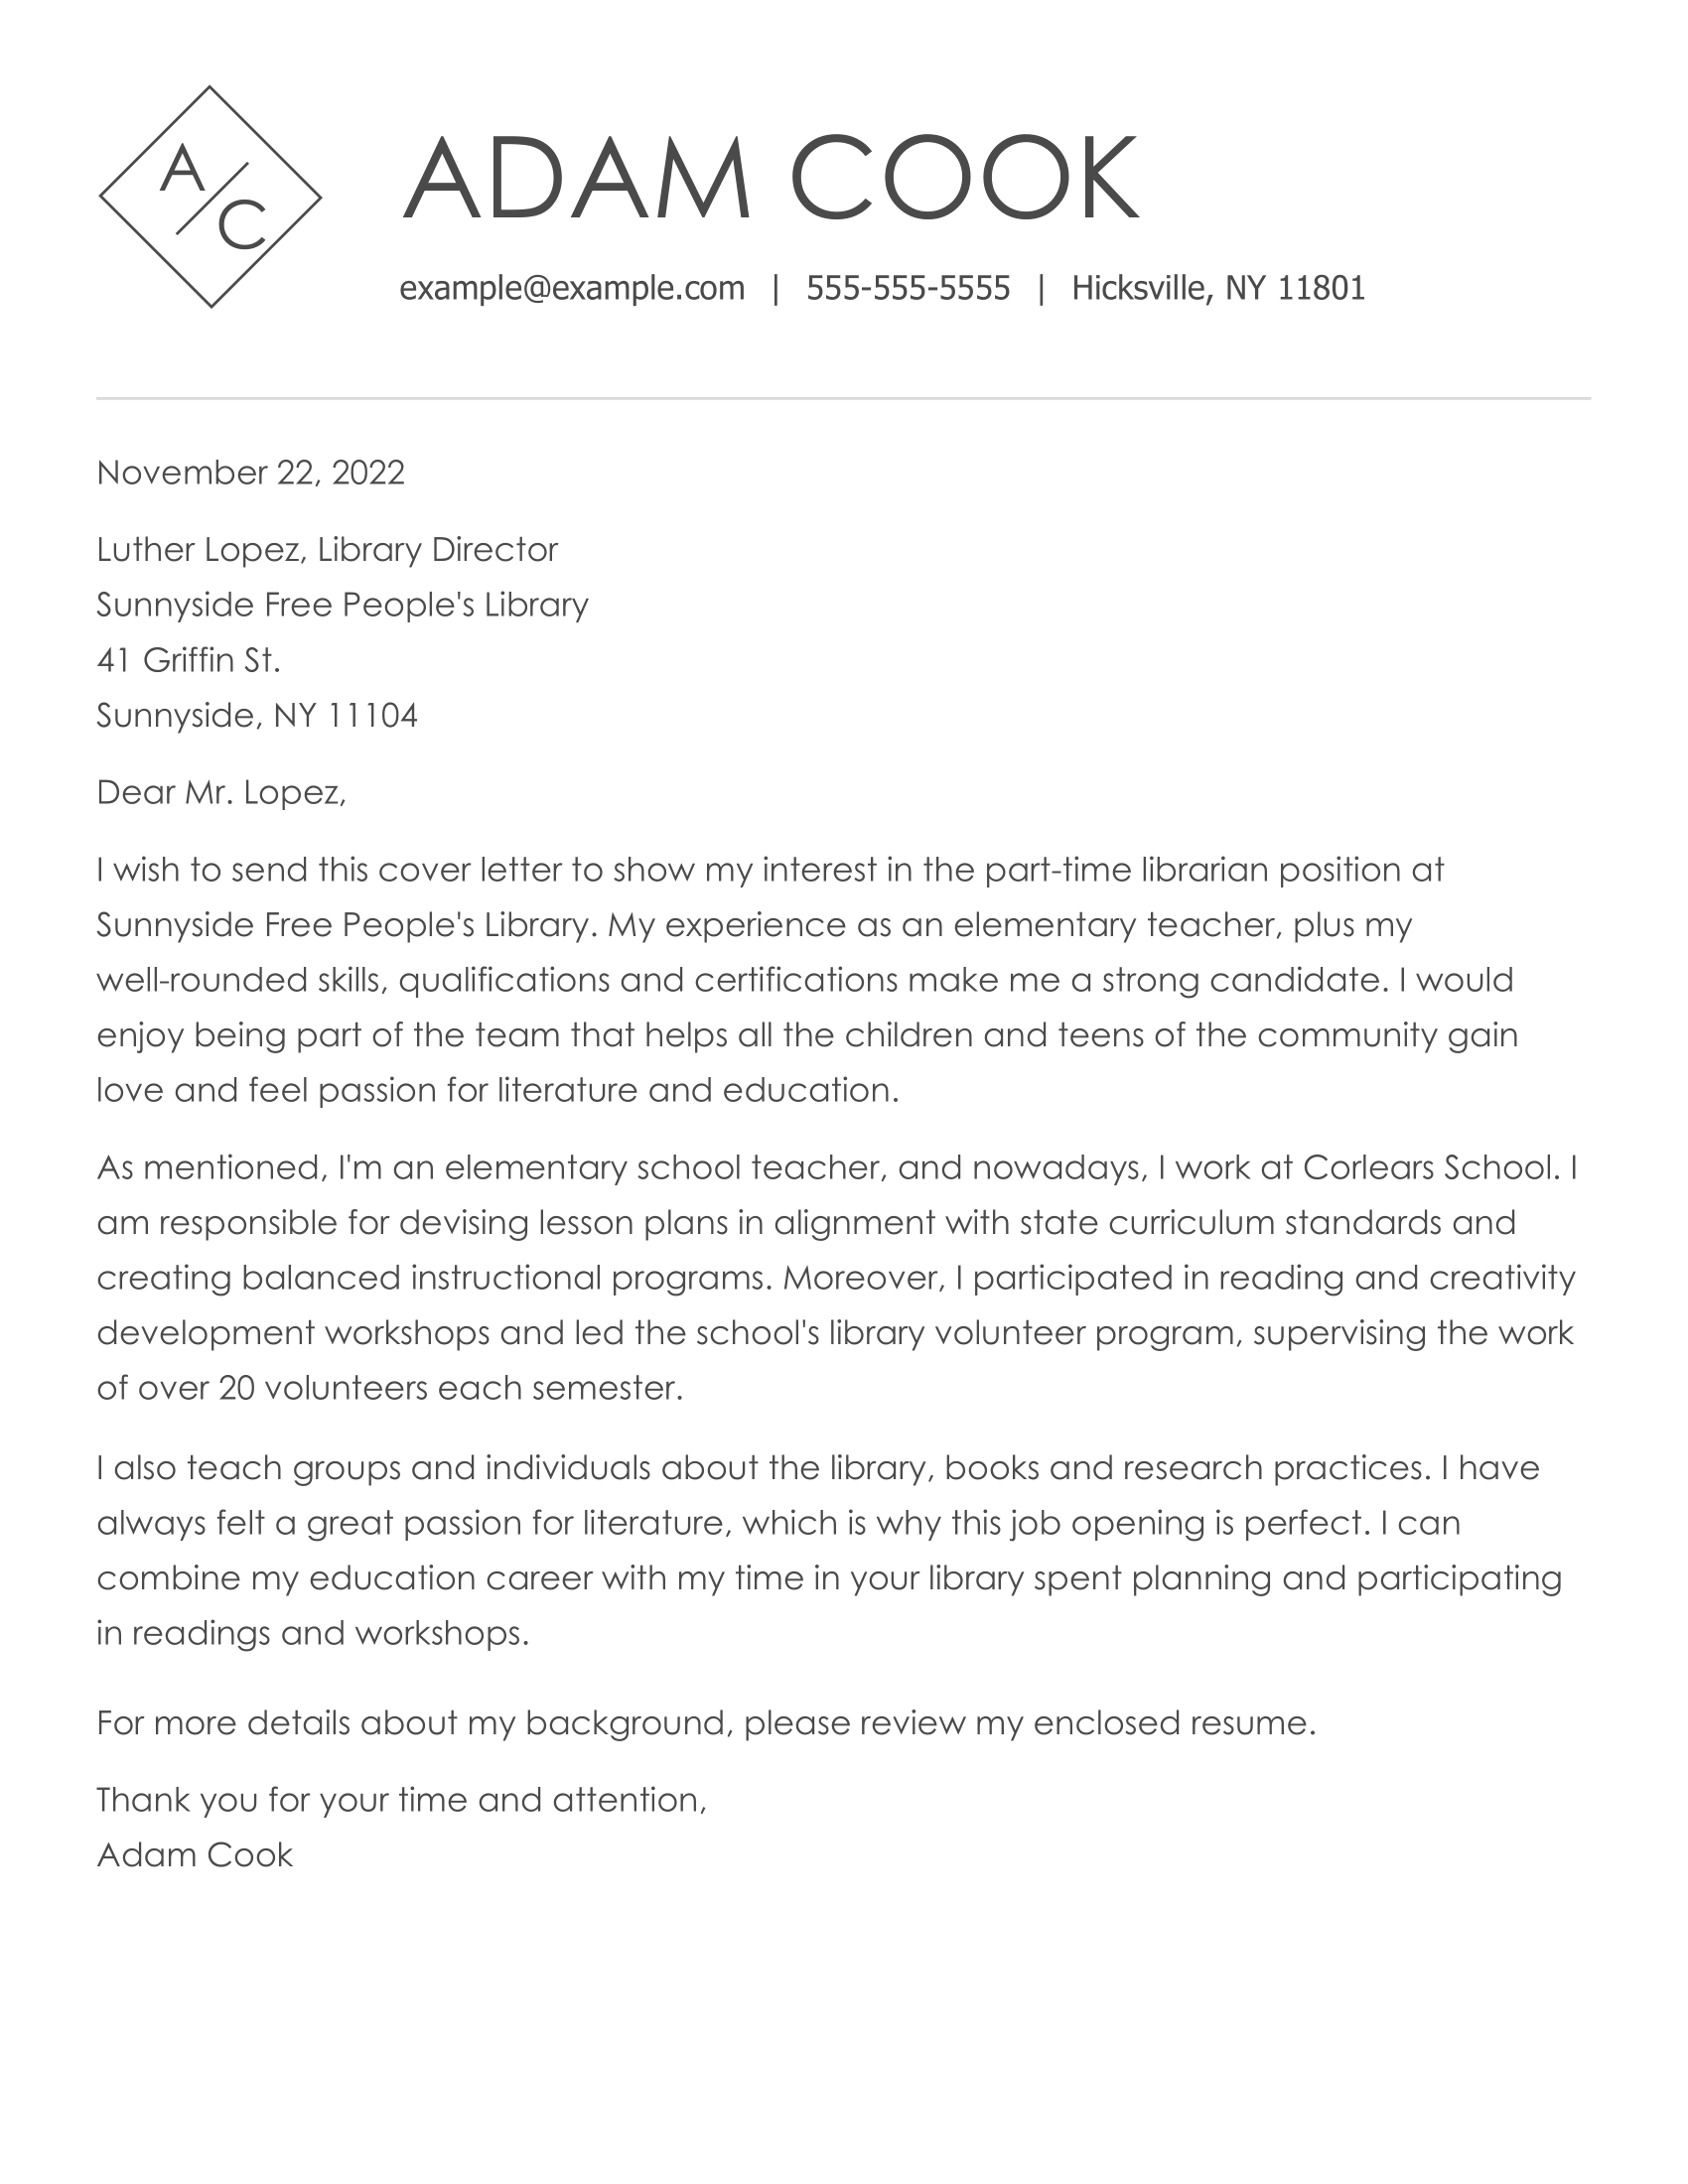 A
C
ADAM COOK
example@example.com | 555-555-5555 | Hicksville, NY 11801
November 22, 2022
Luther Lopez, Library Director
Sunnyside Free People's Library
41 Griffin St.
Sunnyside, NY 11104
Dear Mr. Lopez,
I wish to send this cover letter to show my interest in the part-time librarian position at
Sunnyside Free People's Library. My experience as an elementary teacher, plus my
well-rounded skills, qualifications and certifications make me a strong candidate. I would
enjoy being part of the team that helps all the children and teens of the community gain
love and feel passion for literature and education.
As mentioned, I'm an elementary school teacher, and nowadays, I work at Corlears School. I
am responsible for devising lesson plans in alignment with state curriculum standards and
creating balanced instructional programs. Moreover, I participated in reading and creativity
development workshops and led the school's library volunteer program, supervising the work
of over 20 volunteers each semester.
I also teach groups and individuals about the library, books and research practices. I have
always felt a great passion for literature, which is why this job opening is perfect. I can
combine my education career with my time in your library spent planning and participating
in readings and workshops.
For more details about my background, please review my enclosed resume.
Thank you for your time and attention,
Adam Cook